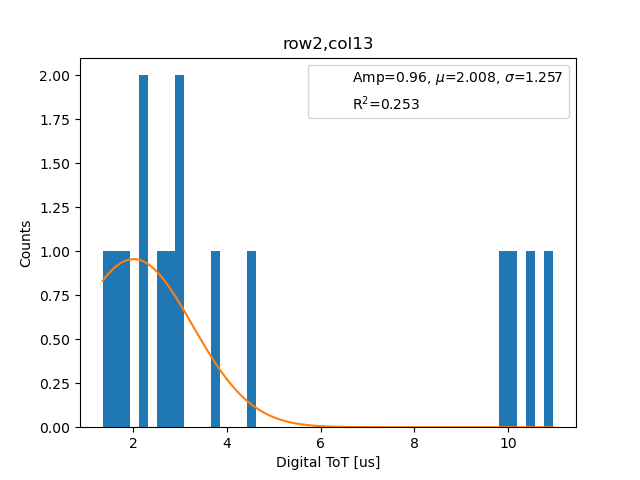 row2,col13
Amp=0.96, μ=2.008, σ=1.257
R²=0.253
2.00
1.75
1.50
1.25
1.00
0.75
0.50
0.25
0.00
Counts
2 4 6 8 10
Digital ToT [us]